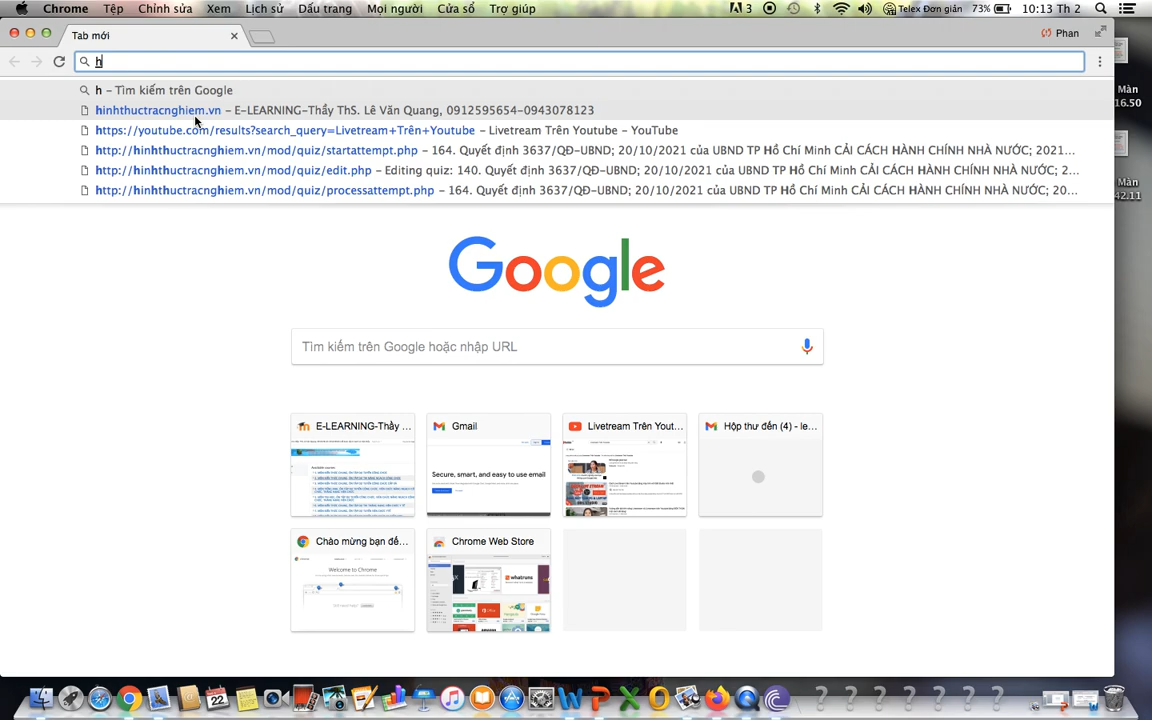 Chrome Tệp Chỉnh sửa Xem Lịch sử Dấu trang Mọi người Cửa sổ Trợ giúp 3 Telex Đơn giản 73% 10:13 Th 2
Tab mới
Phan
h
h – Tìm kiếm trên Google
hinhthuctracnghiem.vn – E-LEARNING-Thầy ThS. Lê Văn Quang, 0912595654-0943078123
https://youtube.com/results?search_query=Livetream+Trên+Youtube – Livetream Trên Youtube - YouTube
http://hinhthuctracnghiem.vn/mod/quiz/startattempt.php – 164. Quyết định 3637/QĐ-UBND; 20/10/2021 của UBND TP Hồ Chí Minh CẢI CÁCH HÀNH CHÍNH NHÀ NƯỚC; 2021...
http://hinhthuctracnghiem.vn/mod/quiz/edit.php – Editing quiz: 140. Quyết định 3637/QĐ-UBND; 20/10/2021 của UBND TP Hồ Chí Minh CẢI CÁCH HÀNH CHÍNH NHÀ NƯỚC; 2...
http://hinhthuctracnghiem.vn/mod/quiz/processattempt.php – 164. Quyết định 3637/QĐ-UBND; 20/10/2021 của UBND TP Hồ Chí Minh CẢI CÁCH HÀNH CHÍNH NHÀ NƯỚC; 20...
Màn
16.50
Màn
42.11
Google
Tìm kiếm trên Google hoặc nhập URL
E-LEARNING-Thầy ... Gmail Livetream Trên Yout... Hộp thư đến (4) - le...
Secure, smart, and easy to use email
Chào mừng bạn đế... Chrome Web Store
Welcome to Chrome
whatruns
22